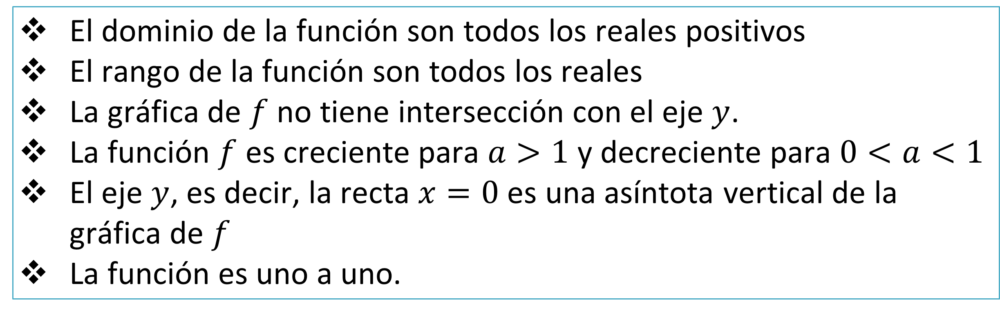 ❖ El dominio de la función son todos los reales positivos
❖ El rango de la función son todos los reales
❖ La gráfica de f no tiene intersección con el eje y.
❖ La función f es creciente para a > 1 y decreciente para 0 < a < 1
❖ El eje y, es decir, la recta x = 0 es una asíntota vertical de la
gráfica de f
❖ La función es uno a uno.